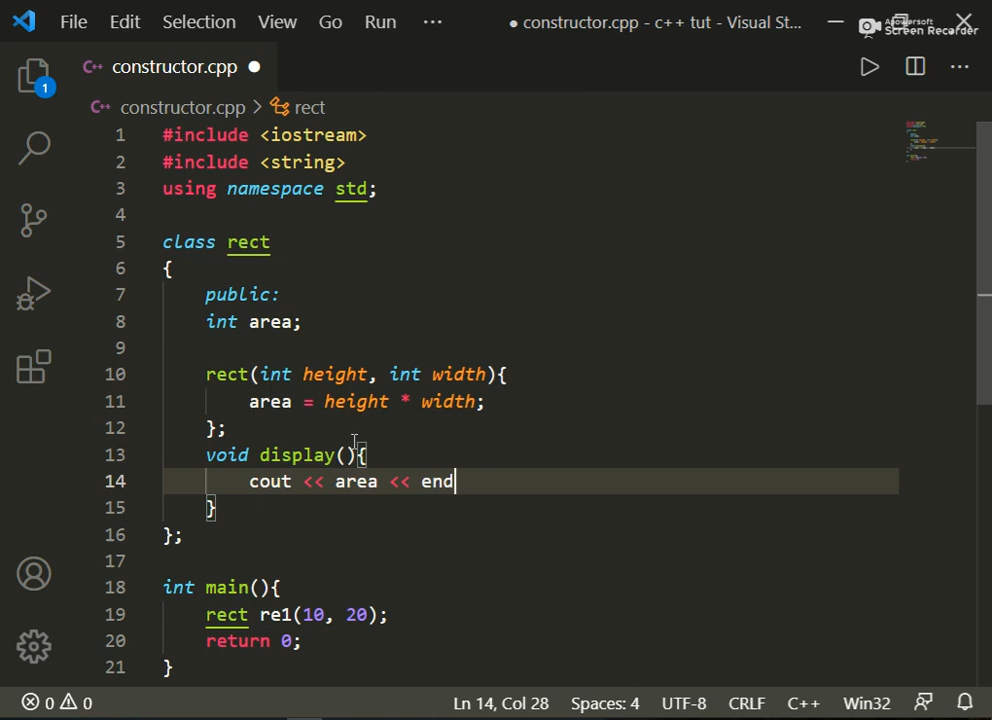 File Edit Selection View Go Run ··· ● constructor.cpp - c++ tut - Visual St...
Apowersoft
Screen Recorder
1
C++ constructor.cpp ●
C++ constructor.cpp > rect
1 #include <iostream>
2 #include <string>
3 using namespace std;
4
5 class rect
6 {
7 public:
8 int area;
9
10 rect(int height, int width){
11 area = height * width;
12 };
13 void display(){
14 cout << area << end
15 }
16 };
17
18 int main(){
19 rect re1(10, 20);
20 return 0;
21 }
0 0 Ln 14, Col 28 Spaces: 4 UTF-8 CRLF C++ Win32